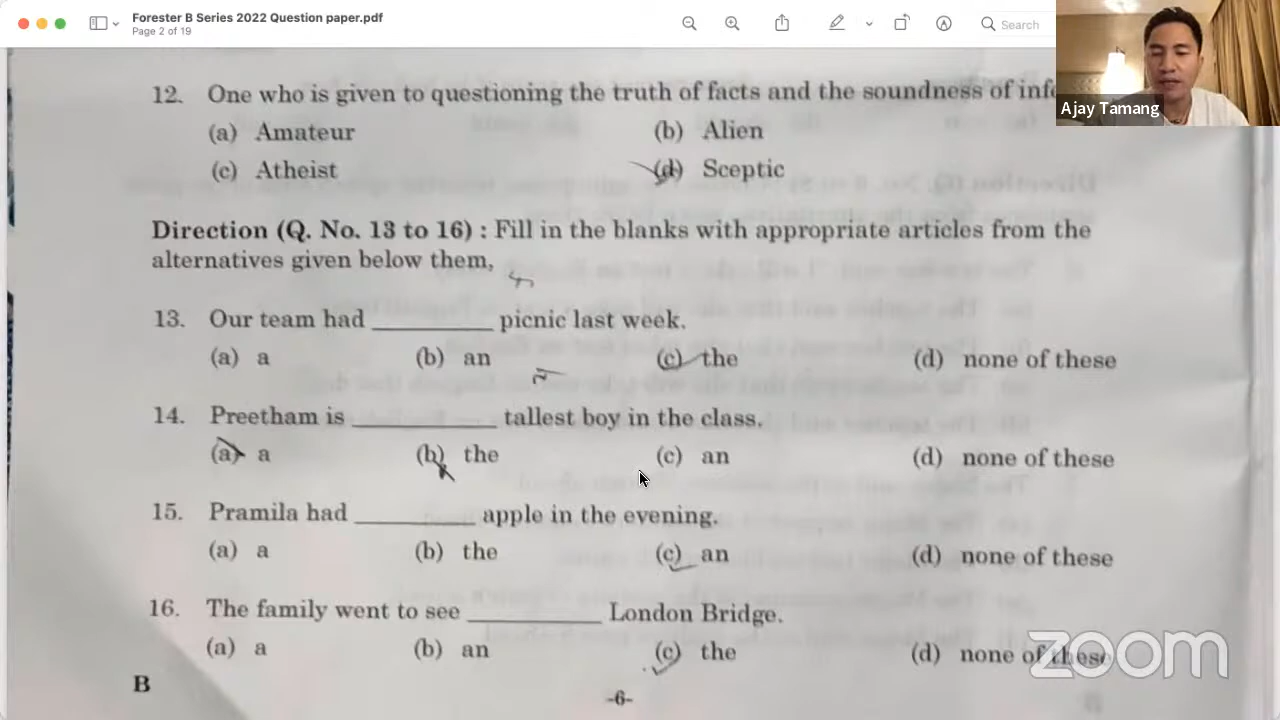 Forester B Series 2022 Question paper.pdf
Page 2 of 19
Search
Ajay Tamang
12. One who is given to questioning the truth of facts and the soundness of
(a) Amateur (b) Alien
(c) Atheist (d) Sceptic
Direction (Q. No. 13 to 16) : Fill in the blanks with appropriate articles from the
alternatives given below them,
13. Our team had __________ picnic last week.
(a) a (b) an (c) the (d) none of these
14. Preetham is __________ tallest boy in the class.
(a) a (b) the (c) an (d) none of these
15. Pramila had __________ apple in the evening.
(a) a (b) the (c) an (d) none of these
16. The family went to see __________ London Bridge.
(a) a (b) an (c) the (d) none of these
zoom
B
-6-